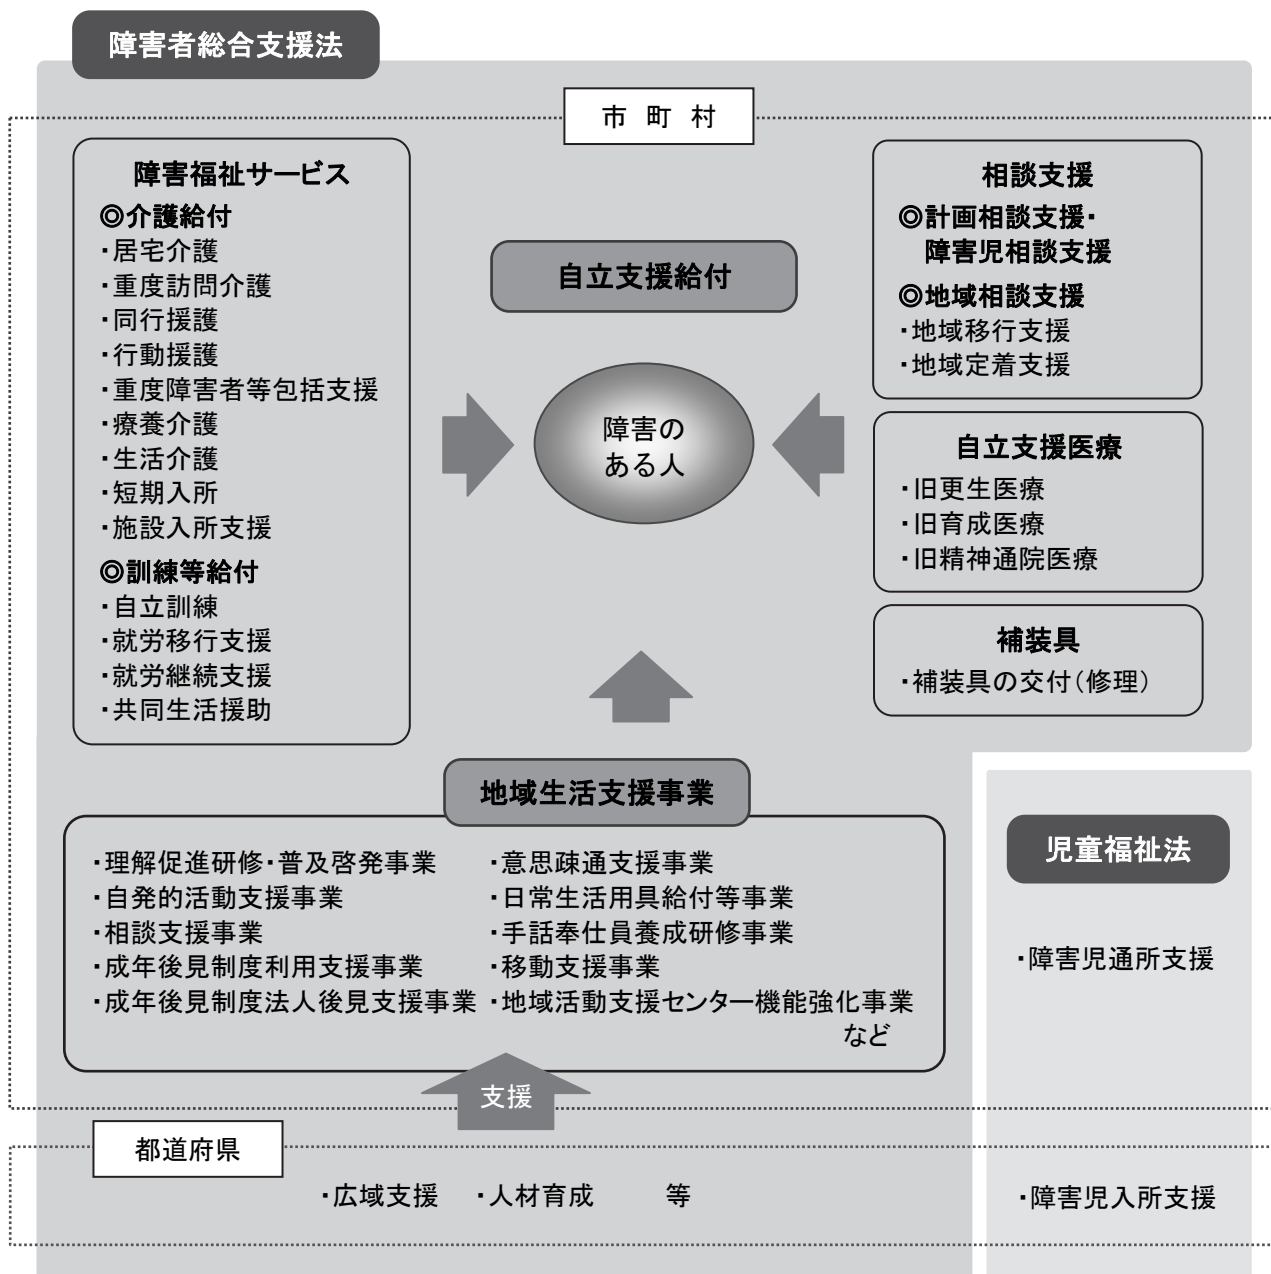 障害者総合支援法
市 町 村
障害福祉サービス
◎介護給付
・居宅介護
・重度訪問介護
・同行援護
・行動援護
・重度障害者等包括支援
・療養介護
・生活介護
・短期入所
・施設入所支援
◎訓練等給付
・自立訓練
・就労移行支援
・就労継続支援
・共同生活援助
自立支援給付
障害の
ある人
相談支援
◎計画相談支援・
障害児相談支援
◎地域相談支援
・地域移行支援
・地域定着支援
自立支援医療
・旧更生医療
・旧育成医療
・旧精神通院医療
補装具
・補装具の交付（修理）
地域生活支援事業
・理解促進研修・普及啓発事業
・自発的活動支援事業
・相談支援事業
・成年後見制度利用支援事業
・成年後見制度法人後見支援事業
・意思疎通支援事業
・日常生活用具給付等事業
・手話奉仕員養成研修事業
・移動支援事業
・地域活動支援センター機能強化事業
など
支援
都道府県
・広域支援 ・人材育成 等
児童福祉法
・障害児通所支援
・障害児入所支援